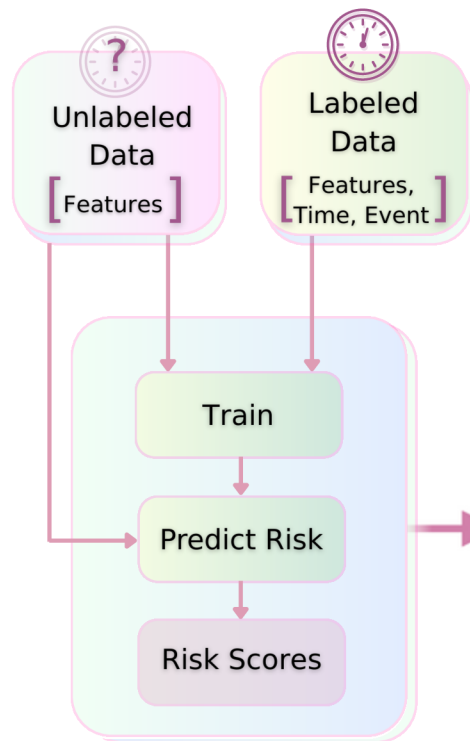 ?
Unlabeled
Data
[Features]
Labeled
Data
[Features,
Time, Event]
Train
Predict Risk
Risk Scores